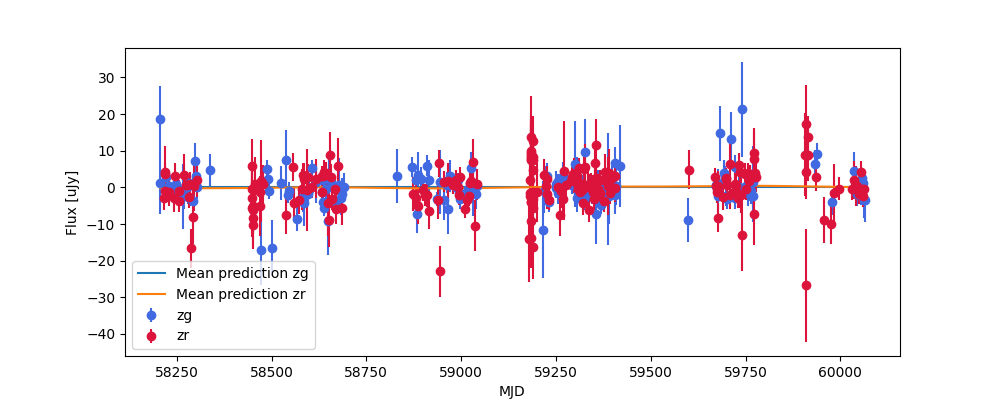 30
20
10
0
−10
−20
−30
−40
Flux [uJy]
Mean prediction zg
Mean prediction zr
zg
zr
58250 58500 58750 59000 59250 59500 59750 60000
MJD